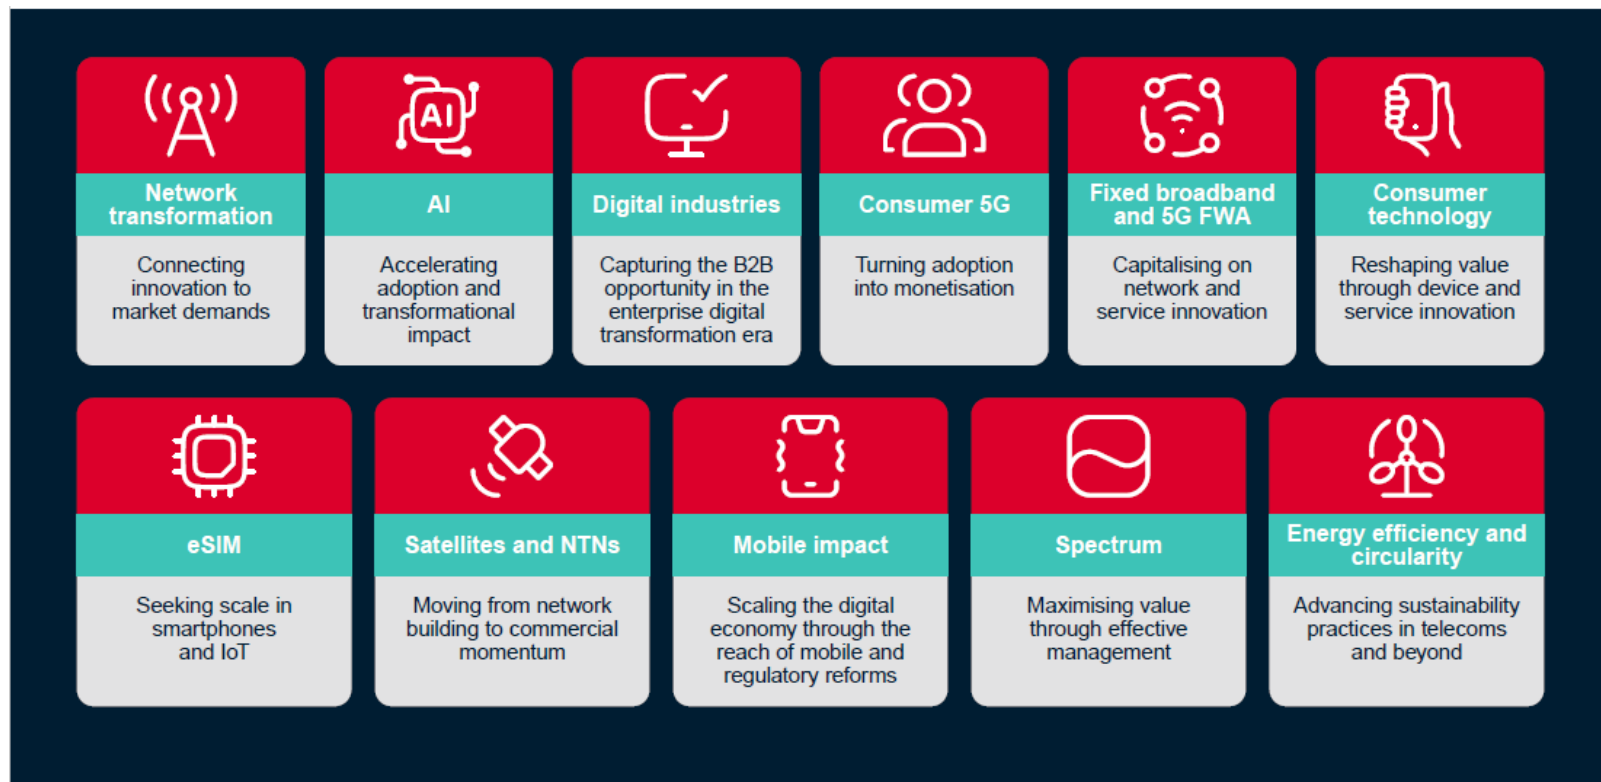 Network
transformation
Connecting
innovation to
market demands
AI
AI
Accelerating
adoption and
transformational
impact
Digital industries
Capturing the B2B
opportunity in the
enterprise digital
transformation era
Consumer 5G
Turning adoption
into monetisation
Fixed broadband
and 5G FWA
Capitalising on
network and
service innovation
Consumer
technology
Reshaping value
through device and
service innovation
eSIM
Seeking scale in
smartphones
and IoT
Satellites and NTNs
Moving from network
building to commercial
momentum
Mobile impact
Scaling the digital
economy through the
reach of mobile and
regulatory reforms
Spectrum
Maximising value
through effective
management
Energy efficiency and
circularity
Advancing sustainability
practices in telecoms
and beyond